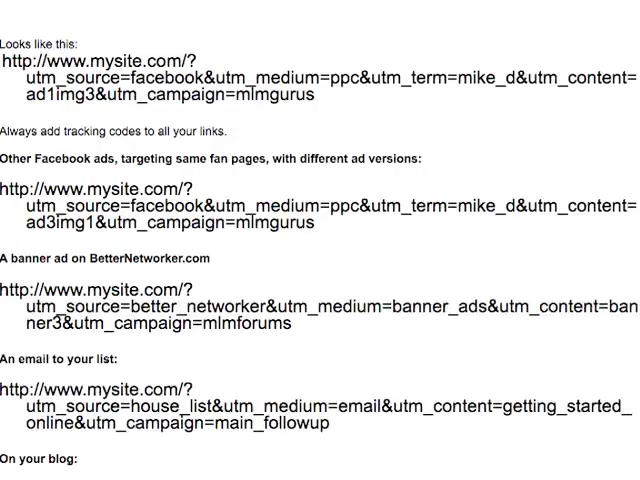 Looks like this:
http://www.mysite.com/?
utm_source=facebook&utm_medium=ppc&utm_term=mike_d&utm_content=
ad1img3&utm_campaign=mlmgurus
Always add tracking codes to all your links.
Other Facebook ads, targeting same fan pages, with different ad versions:
http://www.mysite.com/?
utm_source=facebook&utm_medium=ppc&utm_term=mike_d&utm_content=
ad3img1&utm_campaign=mlmgurus
A banner ad on BetterNetworker.com
http://www.mysite.com/?
utm_source=better_networker&utm_medium=banner_ads&utm_content=ban
ner3&utm_campaign=mlmforums
An email to your list:
http://www.mysite.com/?
utm_source=house_list&utm_medium=email&utm_content=getting_started_
online&utm_campaign=main_followup
On your blog: